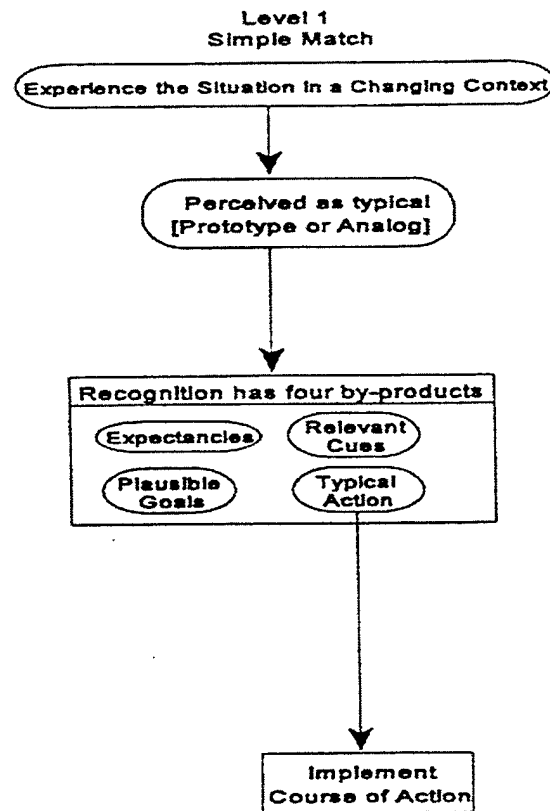 Level 1
Simple Match
Experience the Situation in a Changing Context
Perceived as typical
[Prototype or Analog]
Recognition has four by-products
Expectancies
Relevant
Cues
Plausible
Goals
Typical
Action
Implement
Course of Action